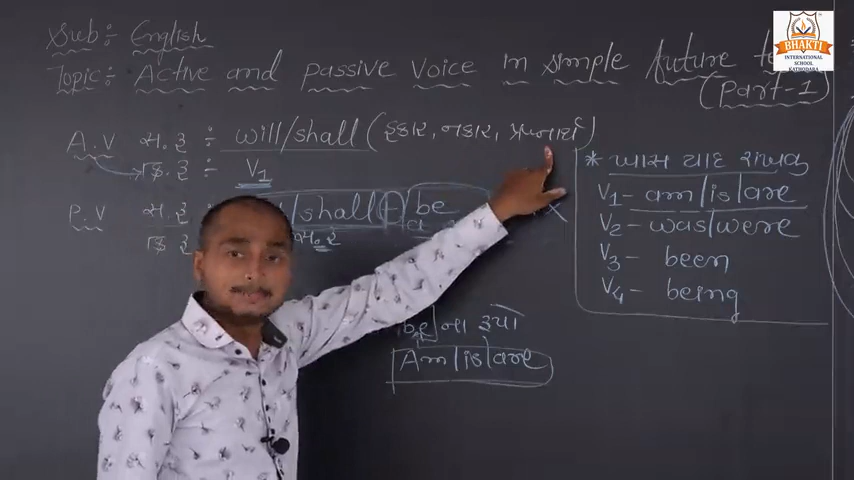 Sub :- English
Topic :- Active and passive Voice in simple future
(Part-1)
A.V સ.ક્રિ :- will/shall (હકાર, નકાર, પ્રશ્નાર્થ)
ક્રિ.રૂ :- V1
P.V સ.રૂ /shall + be
ક્રિ.રૂ સ.રૂ X
be ના રૂપો
Am/is/are
* ખાસ યાદ રાખવુ
V1 - am/is/are
V2 - was/were
V3 - been
V4 - being
BHAKTI
INTERNATIONAL
SCHOOL
KATHODARA